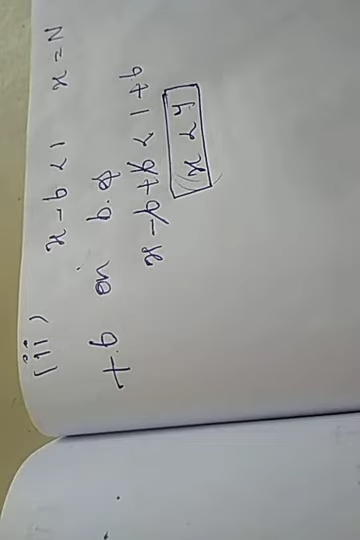 (ii) x - 6 < 1 x = N
+6 on b.s
x - 6 + 6 < 1 + 6
x < 7